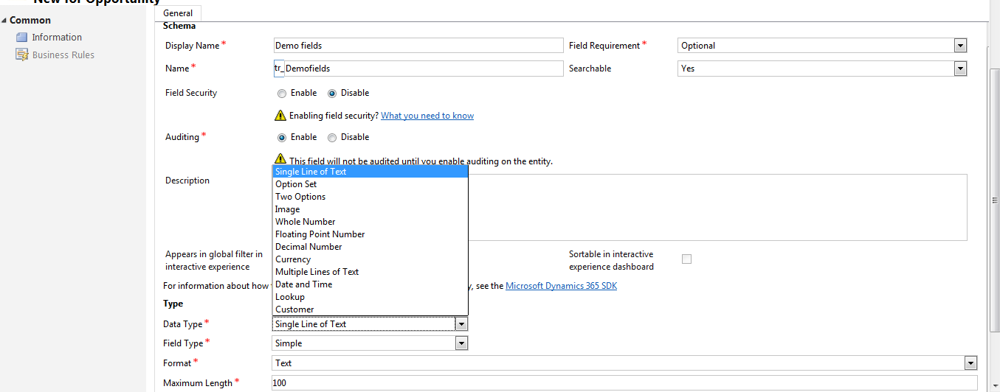 New for Opportunity
Common
Information
Business Rules
General
Schema
Display Name * Demo fields Field Requirement * Optional
Name * tr_ Demofields Searchable Yes
Field Security Enable Disable
Enabling field security? What you need to know
Auditing * Enable Disable
This field will not be audited until you enable auditing on the entity.
Description
Single Line of Text
Option Set
Two Options
Image
Whole Number
Floating Point Number
Decimal Number
Currency
Multiple Lines of Text
Date and Time
Lookup
Customer
Appears in global filter in
interactive experience
Sortable in interactive
experience dashboard
For information about how , see the Microsoft Dynamics 365 SDK
Type
Data Type * Single Line of Text
Field Type * Simple
Format * Text
Maximum Length * 100